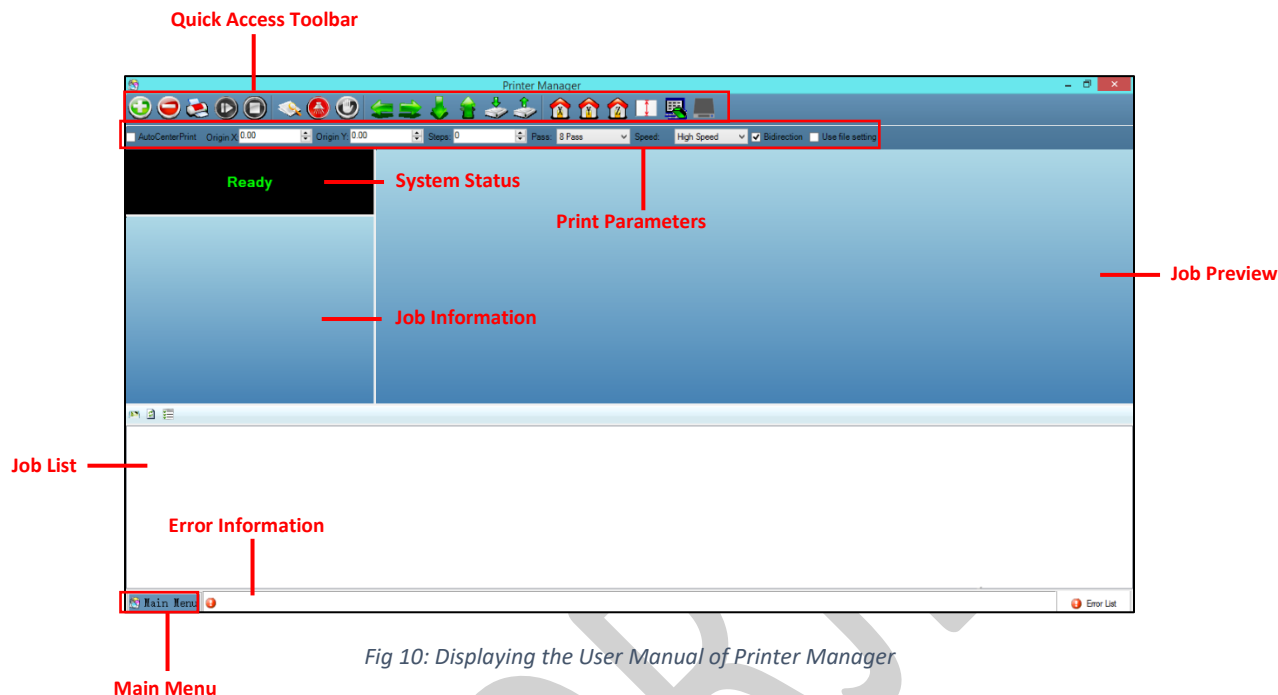 Quick Access Toolbar
Printer Manager
X Y Z
AutoCenterPrint Origin X: 0.00 Origin Y: 0.00 Steps: 0 Pass: 8 Pass Speed: High Speed Bidirection Use file setting
Ready
System Status
Print Parameters
Job Preview
Job Information
Job List
Error Information
Main Menu
Error List
Fig 10: Displaying the User Manual of Printer Manager
Main Menu